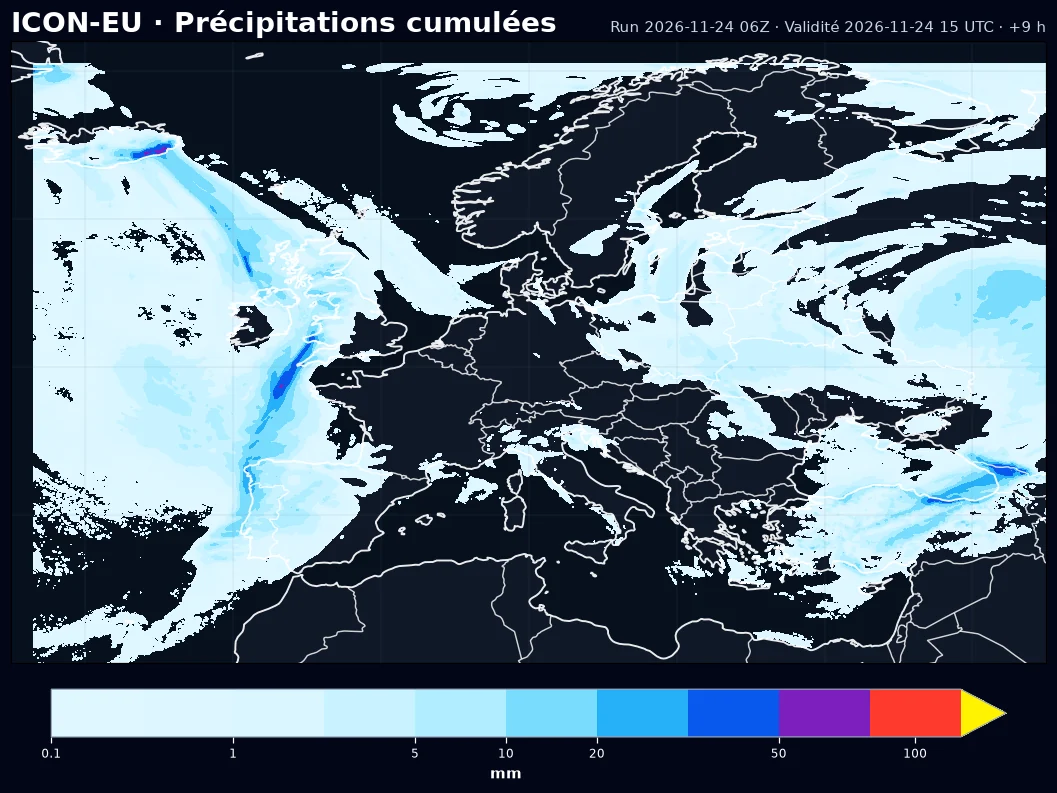 ICON-EU · Précipitations cumulées
Run 2026-11-24 06Z · Validité 2026-11-24 15 UTC · +9 h
0.1 1 5 10 20 50 100
mm